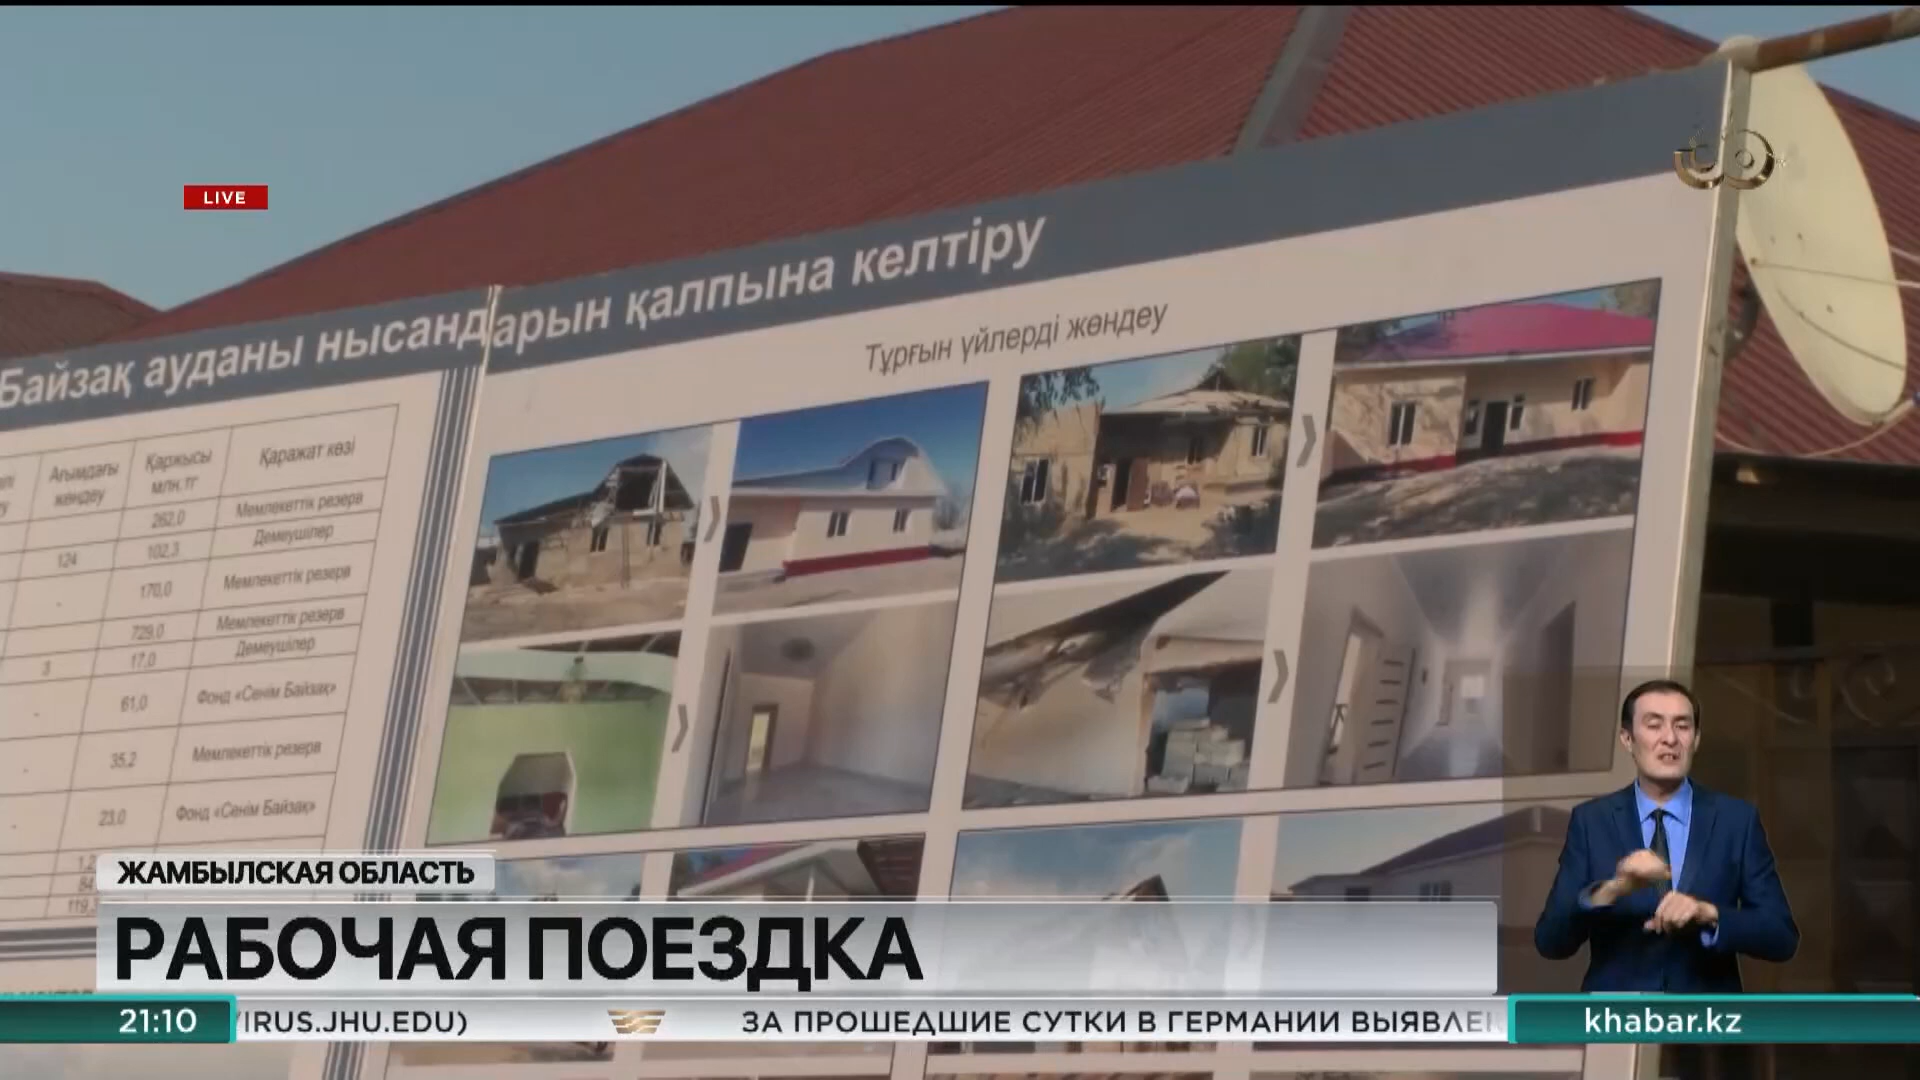 LIVE
Байзақ ауданы нысандарын қалпына келтіру
Тұрғын үйлерді жөндеу
Ағымдағы жөндеу
Қаржысы млн.тг
Қаражат көзі
262,0 Мемлекеттік резерв
124 102,3 Демеушілер
- 170,0 Мемлекеттік резерв
729,0 Мемлекеттік резерв
3 17,0 Демеушілер
- 61,0 Фонд «Сенім Байзақ»
- 35,2 Мемлекеттік резерв
- 23,0 Фонд «Сенім Байзақ»
ЖАМБЫЛСКАЯ ОБЛАСТЬ
РАБОЧАЯ ПОЕЗДКА
21:10
IRUS.JHU.EDU)
ЗА ПРОШЕДШИЕ СУТКИ В ГЕРМАНИИ ВЫЯВЛЕ
khabar.kz